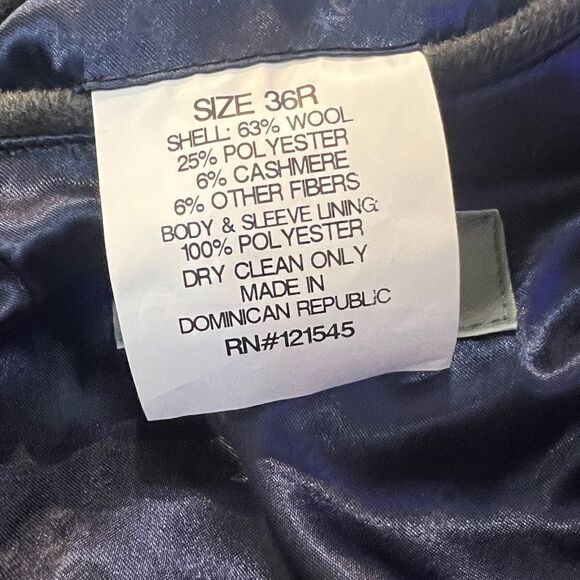 SIZE 36R
SHELL: 63% WOOL
25% POLYESTER
6% CASHMERE
6% OTHER FIBERS
BODY & SLEEVE LINING:
100% POLYESTER
DRY CLEAN ONLY
MADE IN
DOMINICAN REPUBLIC
RN#121545